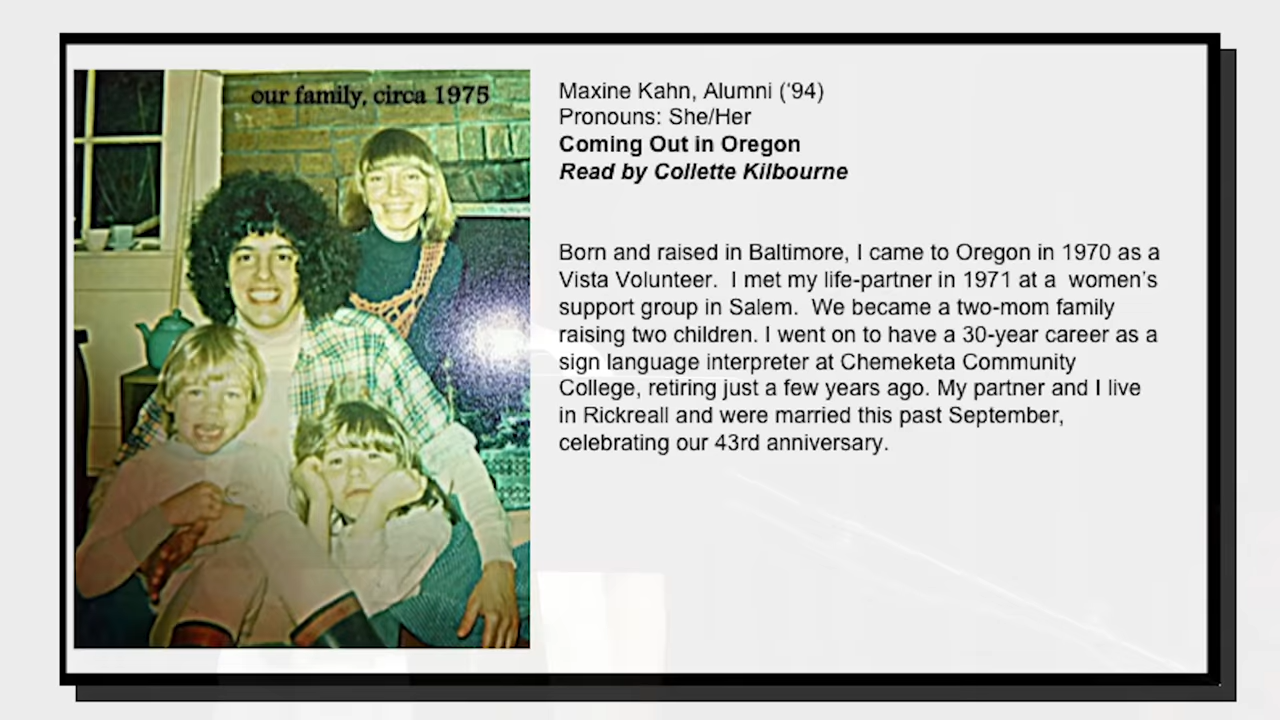 our family, circa 1975
Maxine Kahn, Alumni (‘94)
Pronouns: She/Her
Coming Out in Oregon
Read by Collette Kilbourne
Born and raised in Baltimore, I came to Oregon in 1970 as a
Vista Volunteer.  I met my life-partner in 1971 at a  women’s
support group in Salem.  We became a two-mom family
raising two children. I went on to have a 30-year career as a
sign language interpreter at Chemeketa Community
College, retiring just a few years ago. My partner and I live
in Rickreall and were married this past September,
celebrating our 43rd anniversary.